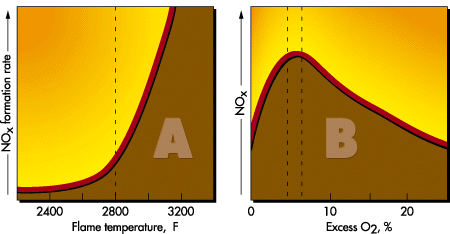 NOx formation rate
A
2400 2800 3200
Flame temperature, F
NOx
B
0 10 20
Excess O2, %